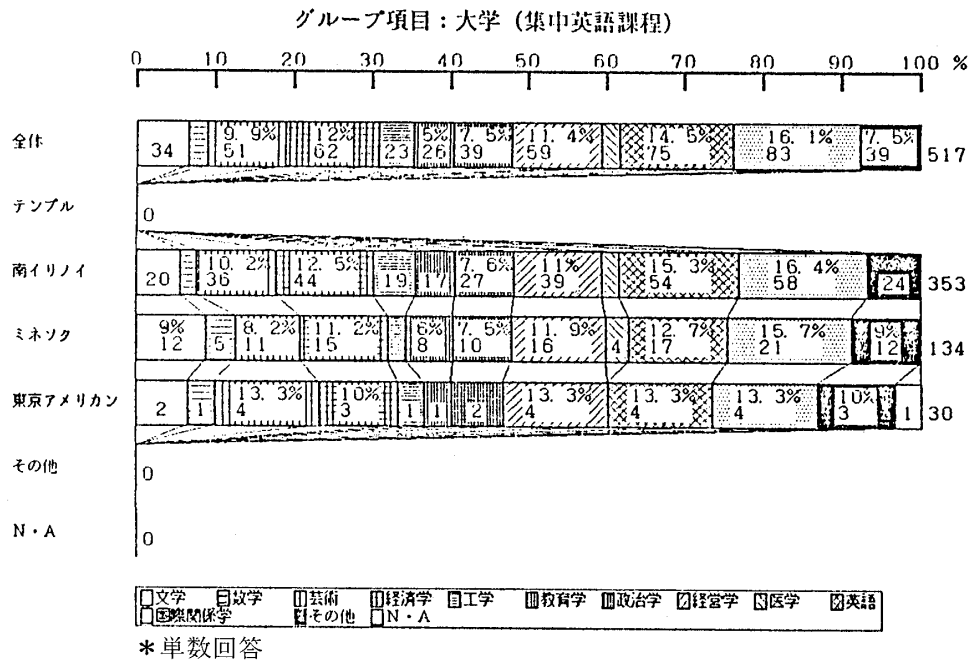 グループ項目：大学（集中英語課程）
0 10 20 30 40 50 60 70 80 90 100 %
全体
9.9% 12% 5% 7.5% 11.4% 14.5% 16.1% 7.5%
34 51 62 23 26 39 59 75 83 39 517
テンプル
0
南イリノイ
10.2% 12.5% 7.6% 11% 15.3% 16.4%
20 36 44 19 17 27 39 54 58 24 353
ミネソタ
9% 8.2% 11.2% 6% 7.5% 11.9% 12.7% 15.7% 9%
12 5 11 15 8 10 16 4 17 21 12 134
東京アメリカン
13.3% 10% 13.3% 13.3% 13.3% 10%
2 1 4 3 1 1 2 4 4 4 3 1 30
その他
0
N・A
0
文学 数学 芸術 経済学 工学 教育学 政治学 経営学 医学 英語
国際関係学 その他 N・A
＊単数回答